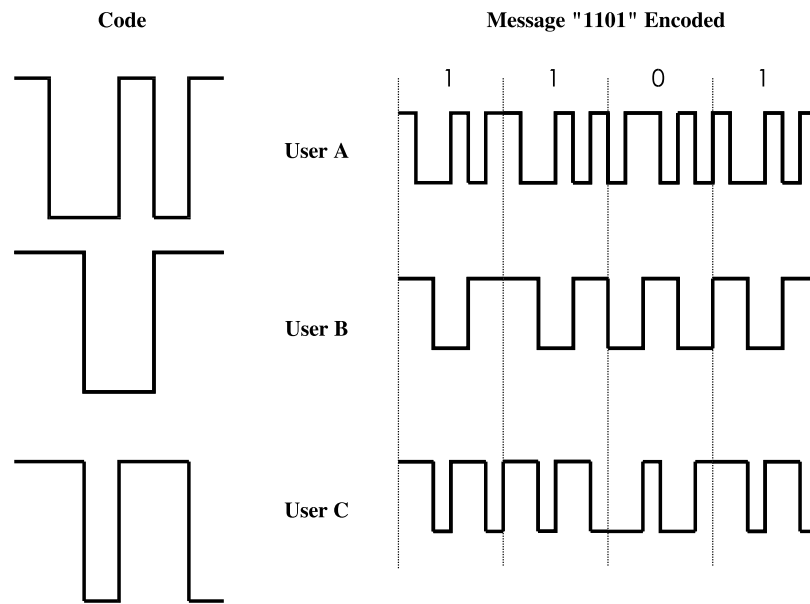 Code
Message "1101" Encoded
1 1 0 1
User A
User B
User C